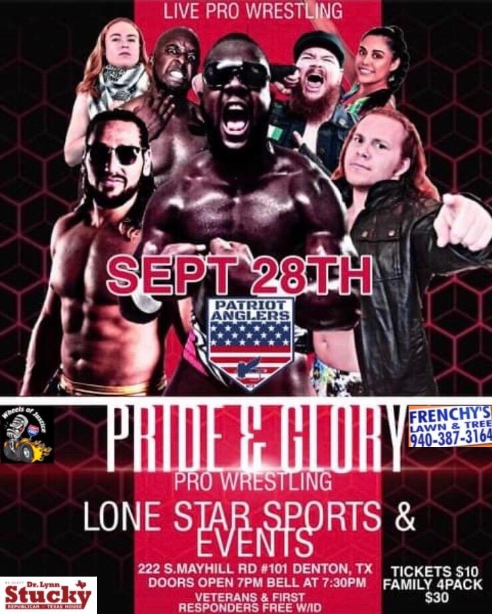 LIVE PRO WRESTLING
SEPT 28TH
PATRIOT
ANGLERS
Wheels of Justice
PRIDE & GLORY
FRENCHY'S
LAWN & TREE
940-387-3164
PRO WRESTLING
LONE STAR SPORTS &
EVENTS
222 S.MAYHILL RD #101 DENTON, TX
DOORS OPEN 7PM BELL AT 7:30PM
VETERANS & FIRST
RESPONDERS FREE W/ID
TICKETS $10
FAMILY 4PACK
$30
Dr. Lynn
Stucky
REPUBLICAN - TEXAS HOUSE